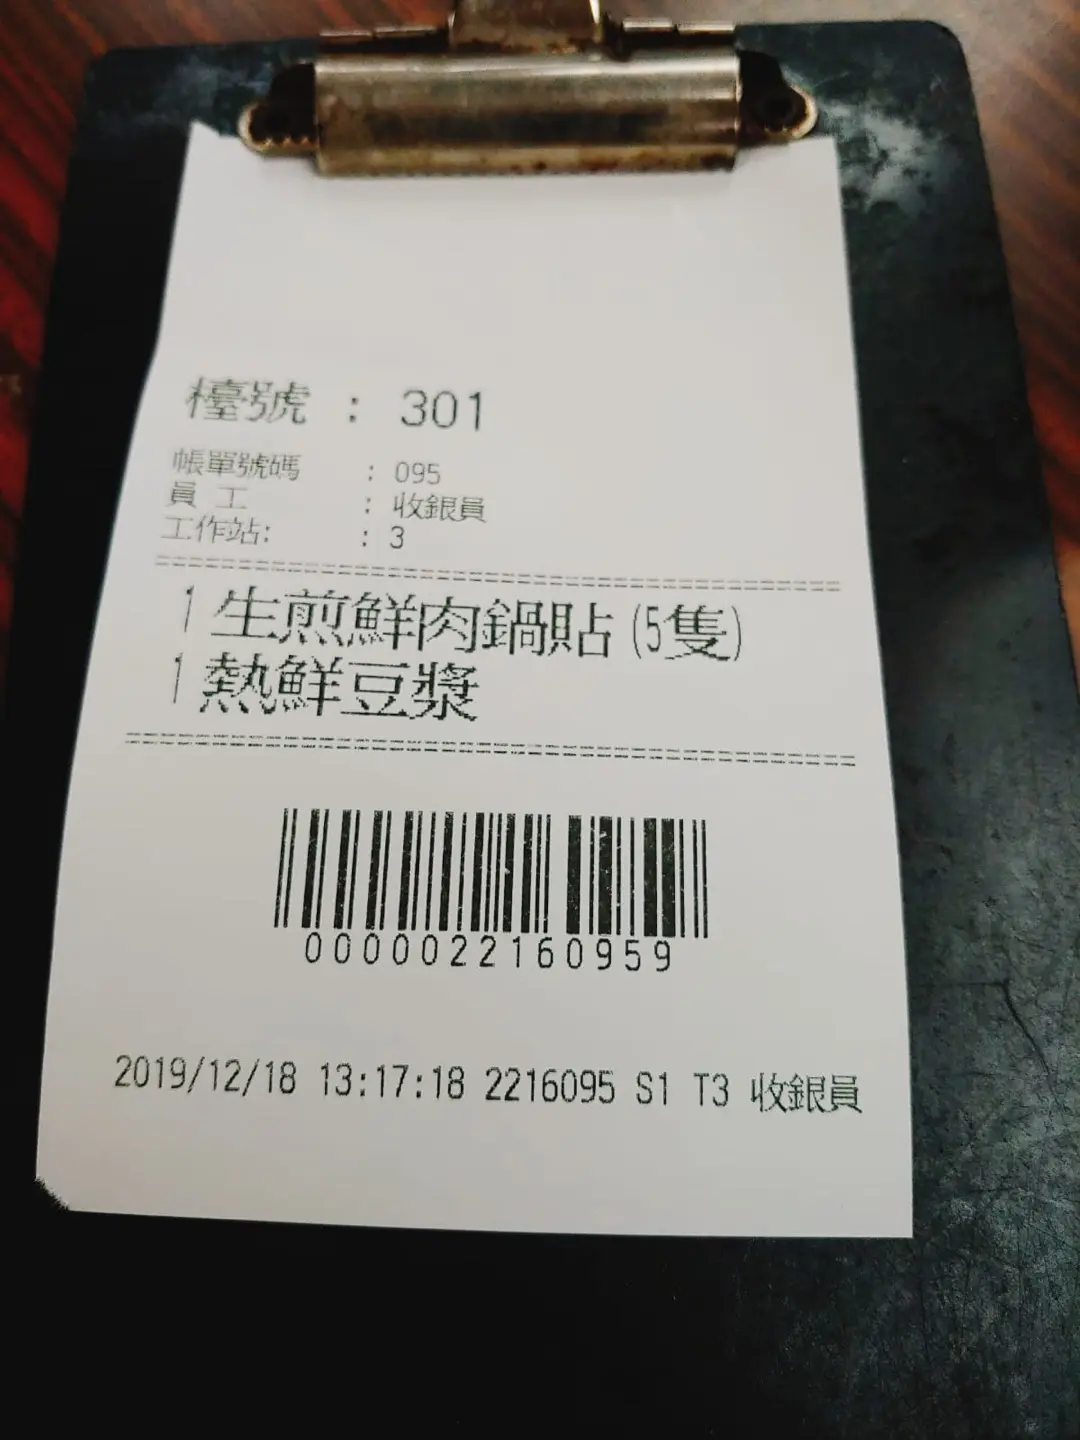 檯號 : 301
帳單號碼 : 095
員 工 : 收銀員
工作站: : 3
1 生煎鮮肉鍋貼(5隻)
1 熱鮮豆漿
0000022160959
2019/12/18 13:17:18 2216095 S1 T3 收銀員